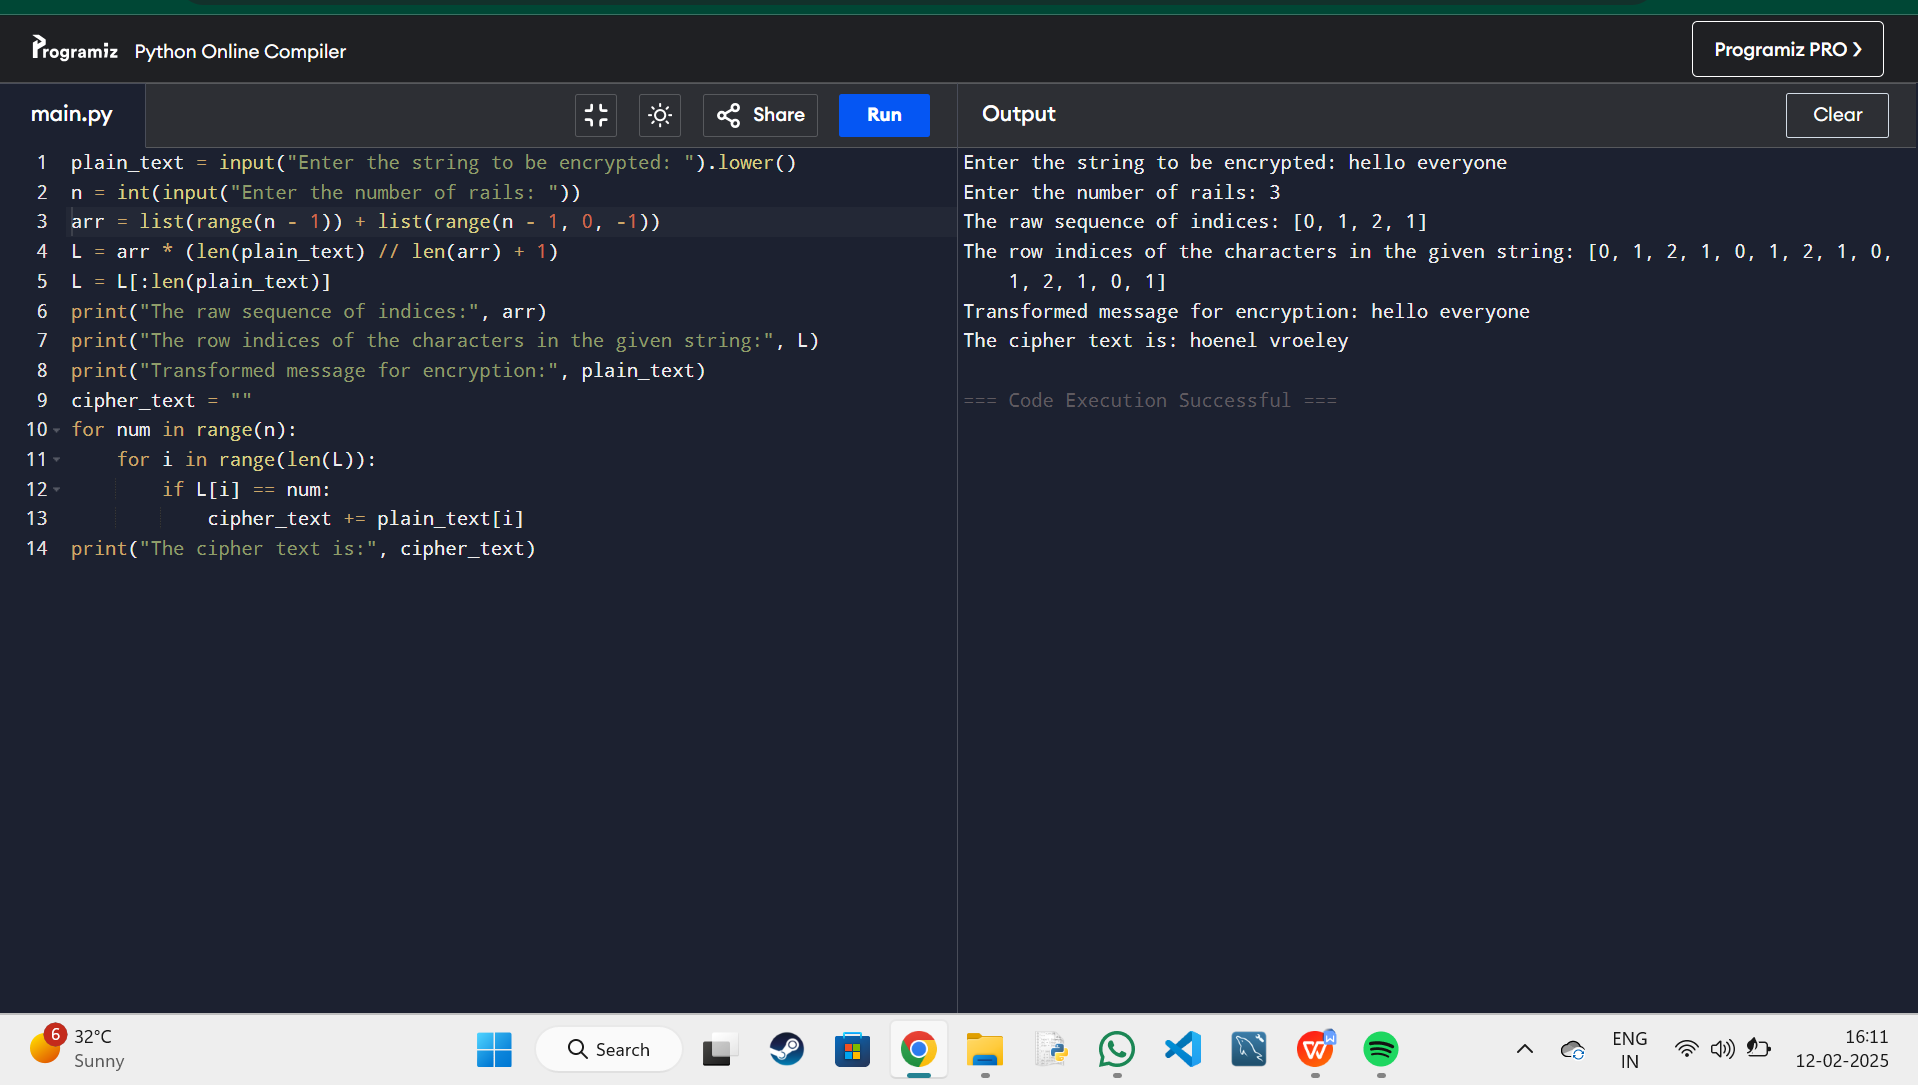 Programiz Python Online Compiler
Programiz PRO ❯
main.py
Share
Run
Output
Clear
1 plain_text = input("Enter the string to be encrypted: ").lower()
2 n = int(input("Enter the number of rails: "))
3 arr = list(range(n - 1)) + list(range(n - 1, 0, -1))
4 L = arr * (len(plain_text) // len(arr) + 1)
5 L = L[:len(plain_text)]
6 print("The raw sequence of indices:", arr)
7 print("The row indices of the characters in the given string:", L)
8 print("Transformed message for encryption:", plain_text)
9 cipher_text = ""
10 for num in range(n):
11     for i in range(len(L)):
12         if L[i] == num:
13             cipher_text += plain_text[i]
14 print("The cipher text is:", cipher_text)
Enter the string to be encrypted: hello everyone
Enter the number of rails: 3
The raw sequence of indices: [0, 1, 2, 1]
The row indices of the characters in the given string: [0, 1, 2, 1, 0, 1, 2, 1, 0,
    1, 2, 1, 0, 1]
Transformed message for encryption: hello everyone
The cipher text is: hoenel vroeley
=== Code Execution Successful ===
6
32°C
Sunny
Search
ENG
IN
16:11
12-02-2025